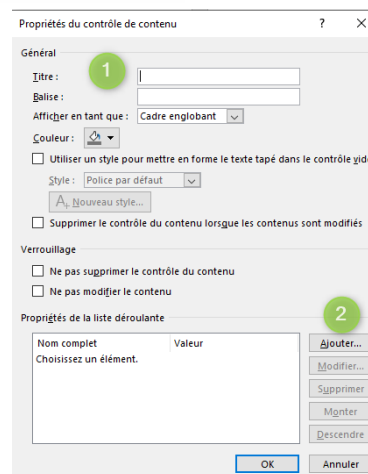 Propriétés du contrôle de contenu ? ×
Général
Titre :
1
Balise :
Afficher en tant que : Cadre englobant
Couleur :
Utiliser un style pour mettre en forme le texte tapé dans le contrôle vide
Style : Police par défaut
A+ Nouveau style...
Supprimer le contrôle du contenu lorsque les contenus sont modifiés
Verrouillage
Ne pas supprimer le contrôle du contenu
Ne pas modifier le contenu
Propriétés de la liste déroulante
2
Nom complet Valeur
Choisissez un élément.
Ajouter...
Modifier...
Supprimer
Monter
Descendre
OK Annuler